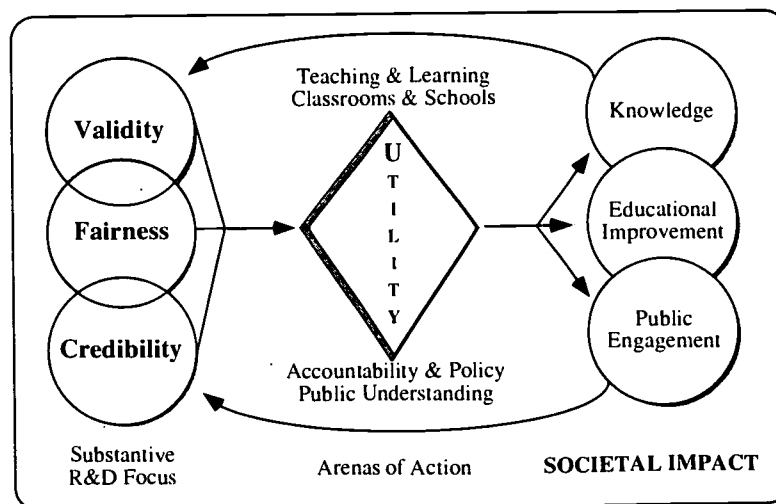 Validity
Fairness
Credibility
Substantive
R&D Focus
Teaching & Learning
Classrooms & Schools
UTILITY
Accountability & Policy
Public Understanding
Arenas of Action
Knowledge
Educational
Improvement
Public
Engagement
SOCIETAL IMPACT